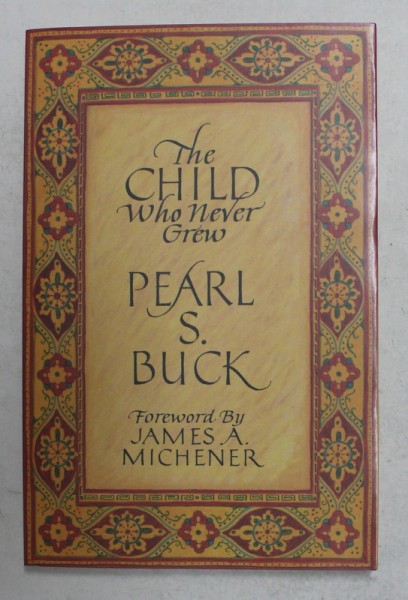 The
CHILD
Who Never
Grew
PEARL
S.
BUCK
Foreword By
JAMES A.
MICHENER